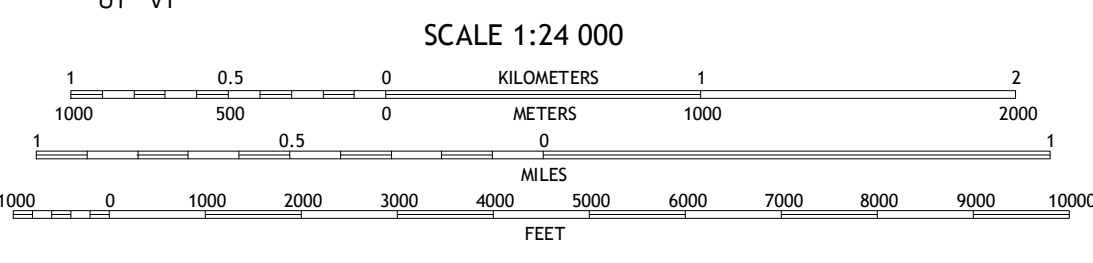 SCALE 1:24 000
1 0.5 0 KILOMETERS 1 2
1000 500 0 METERS 1000 2000
1 0.5 0 1
MILES
1000 0 1000 2000 3000 4000 5000 6000 7000 8000 9000 10000
FEET